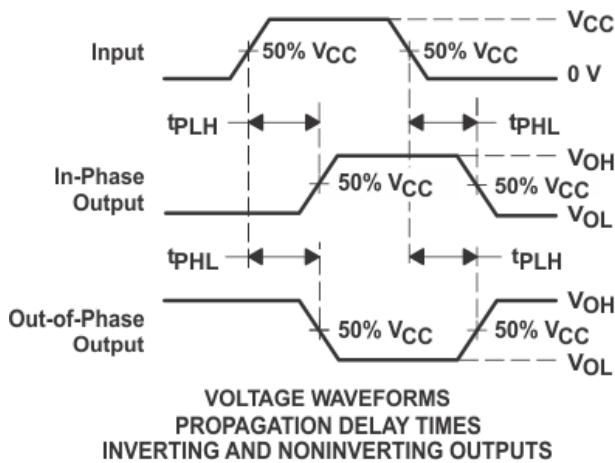 VCC
Input
50% VCC
50% VCC
0 V
tPLH
tPHL
VOH
In-Phase
Output
50% VCC
50% VCC
VOL
tPHL
tPLH
VOH
Out-of-Phase
Output
50% VCC
50% VCC
VOL
VOLTAGE WAVEFORMS
PROPAGATION DELAY TIMES
INVERTING AND NONINVERTING OUTPUTS